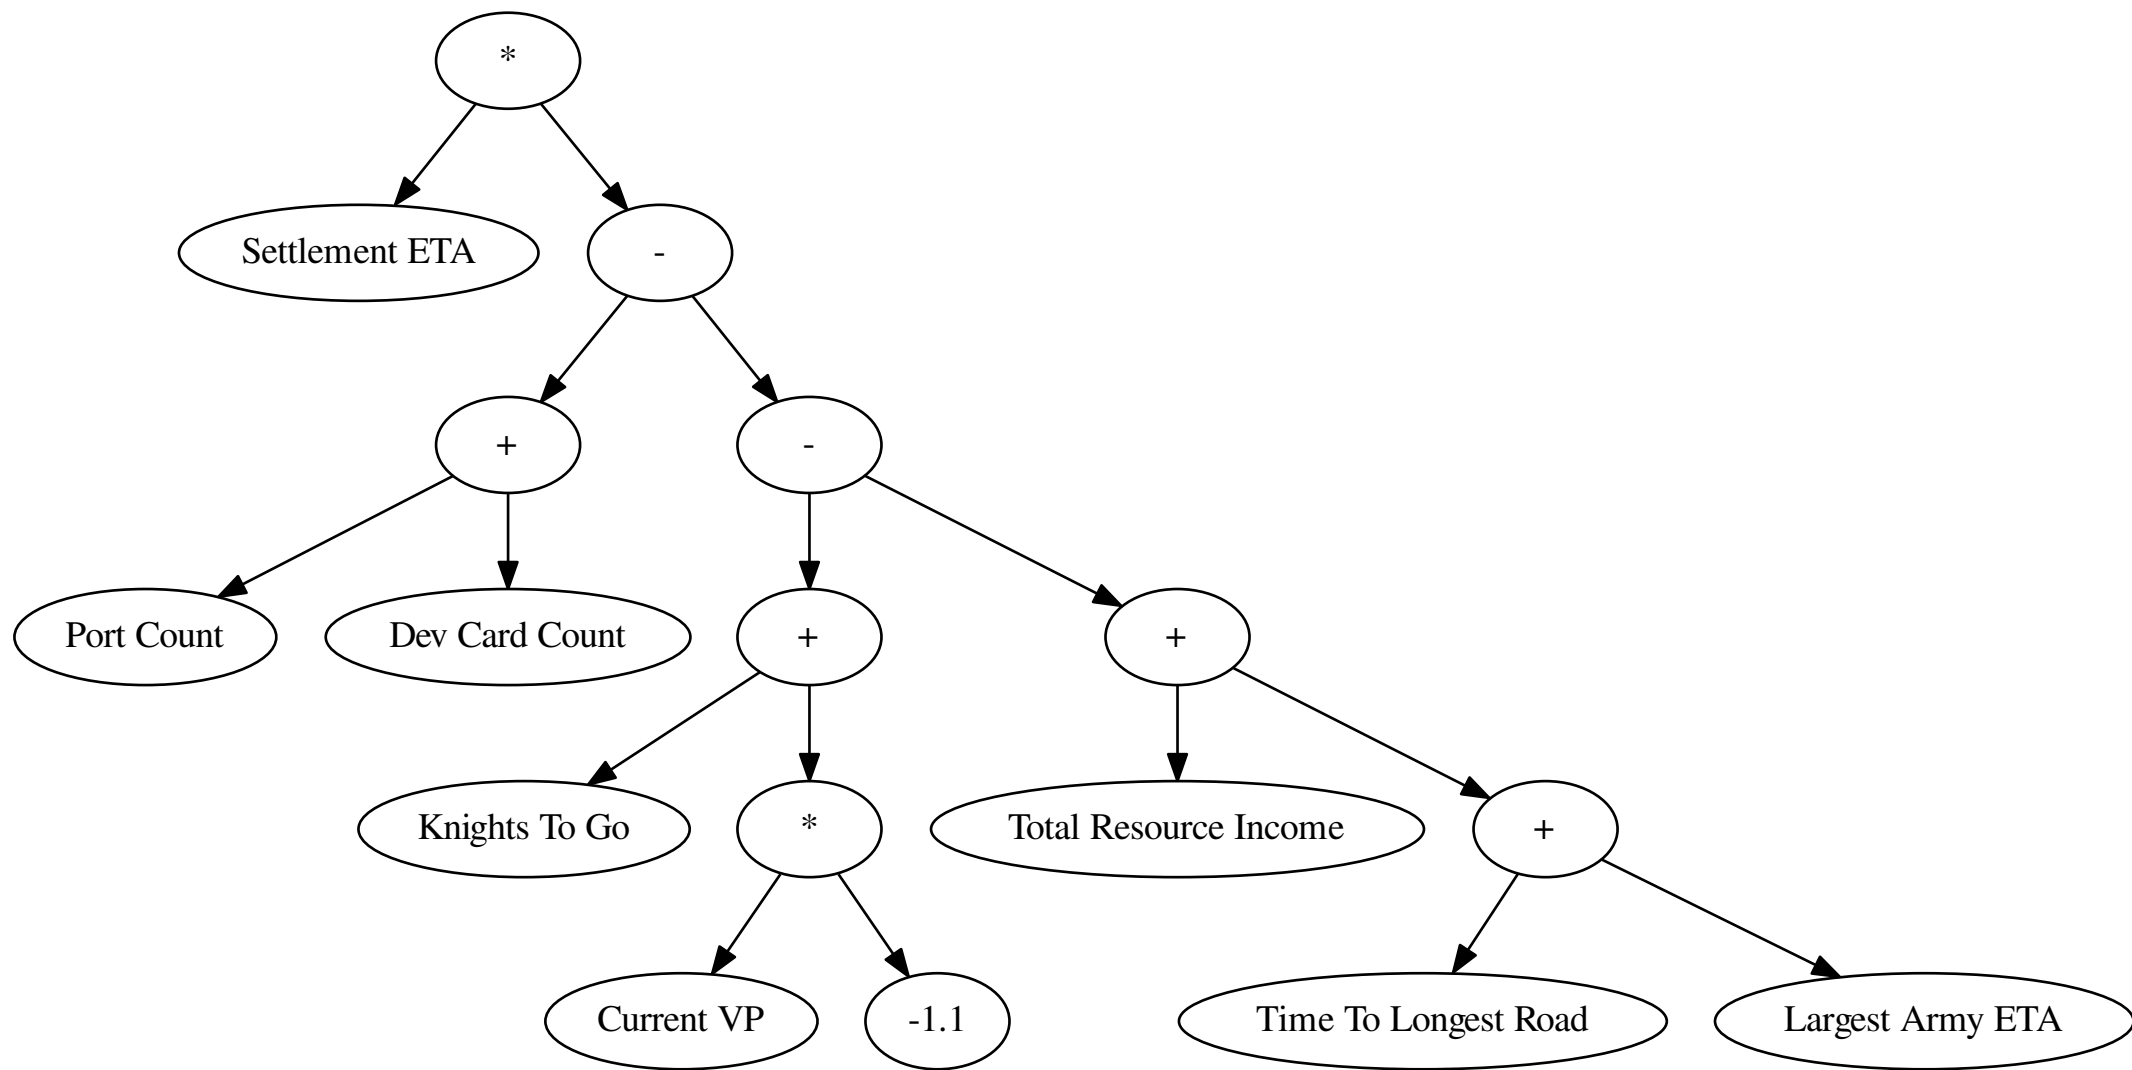 *
Settlement ETA
-
+
-
Port Count
Dev Card Count
+
+
Knights To Go
*
Total Resource Income
+
Current VP
-1.1
Time To Longest Road
Largest Army ETA